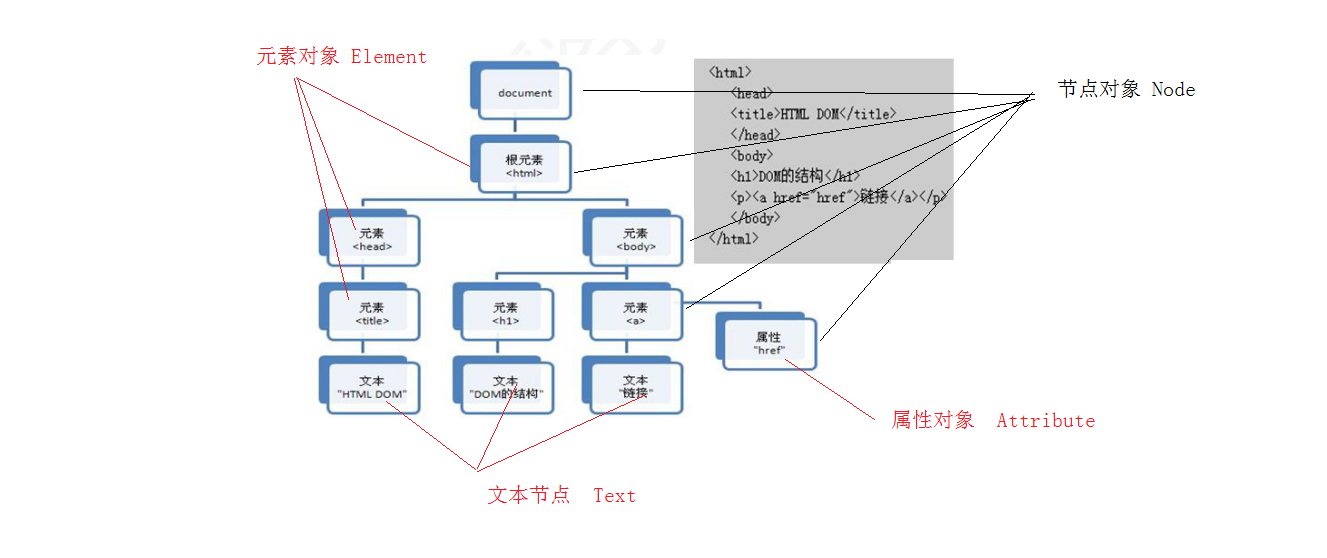 元素对象 Element
document
根元素
<html>
元素
<head>
元素
<body>
元素
<title>
元素
<h1>
元素
<a>
属性
"href"
文本
"HTML DOM"
文本
"DOM的结构"
文本
"链接"
<html>
<head>
<title>HTML DOM</title>
</head>
<body>
<h1>DOM的结构</h1>
<p><a href="href">链接</a></p>
</body>
</html>
节点对象 Node
属性对象 Attribute
文本节点 Text